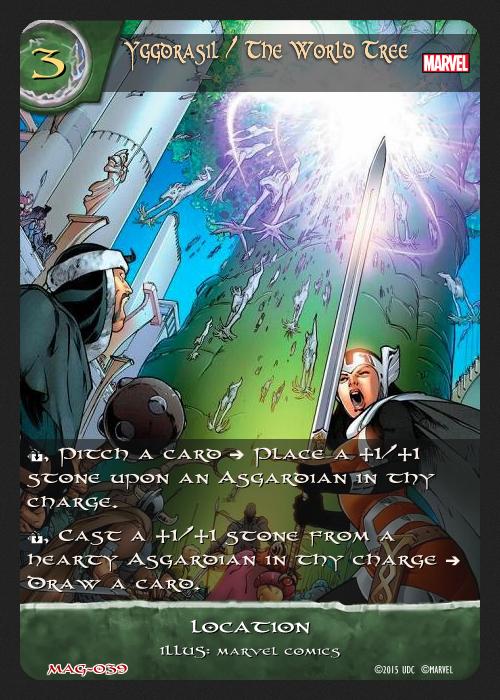 3
Yggdrasil / The World Tree
MARVEL
, Pitch a card → Place a +1/+1
stone upon an Asgardian in thy
charge.
, Cast a +1/+1 stone from a
hearty Asgardian in thy charge →
Draw a card.
Location
Illus: Marvel Comics
MAG-039
©2015 UDC ©MARVEL